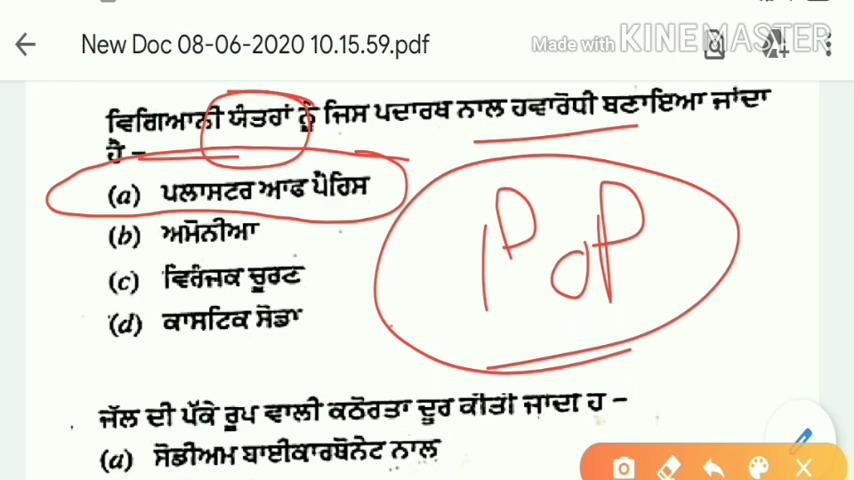 New Doc 08-06-2020 10.15.59.pdf
Made with KINEMASTER
ਵਿਗਿਆਨੀ ਯੰਤਰਾਂ ਨੂੰ ਜਿਸ ਪਦਾਰਥ ਨਾਲ ਹਵਾਰੋਧੀ ਬਣਾਇਆ ਜਾਂਦਾ
ਹੈ –
(a) ਪਲਾਸਟਰ ਆਫ ਪੈਰਿਸ
PoP
(b) ਅਮੋਨੀਆ
(c) ਵਿਰੰਜਕ ਚੂਰਣ
(d) ਕਾਸਟਿਕ ਸੋਡਾ
ਜੱਲ ਦੀ ਪੱਕੇ ਰੂਪ ਵਾਲੀ ਕਠੋਰਤਾ ਦੂਰ ਕੀਤੀ ਜਾਦੀ ਹ –
(a) ਸੋਡੀਅਮ ਬਾਈਕਾਰਬੋਨੇਟ ਨਾਲ